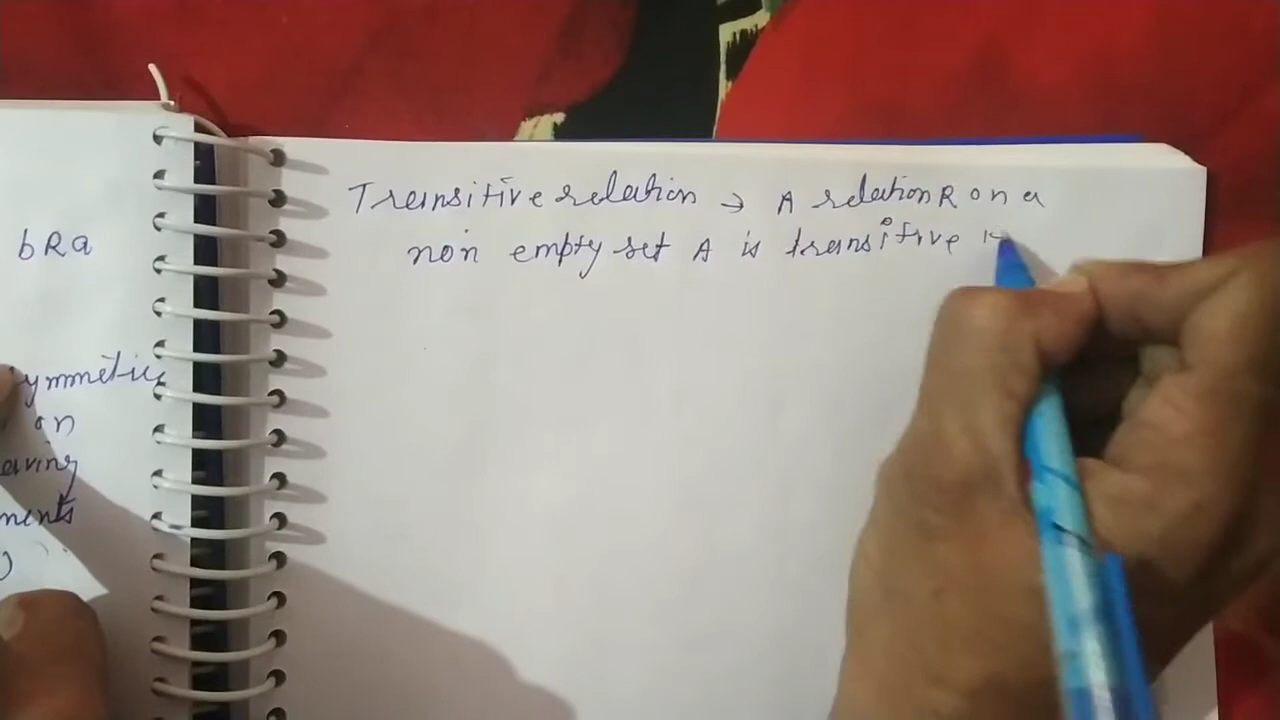 bRa
ymmetric
on
eaving
ments
)
Transitive relation → A relation R on a
non empty set A is transitive